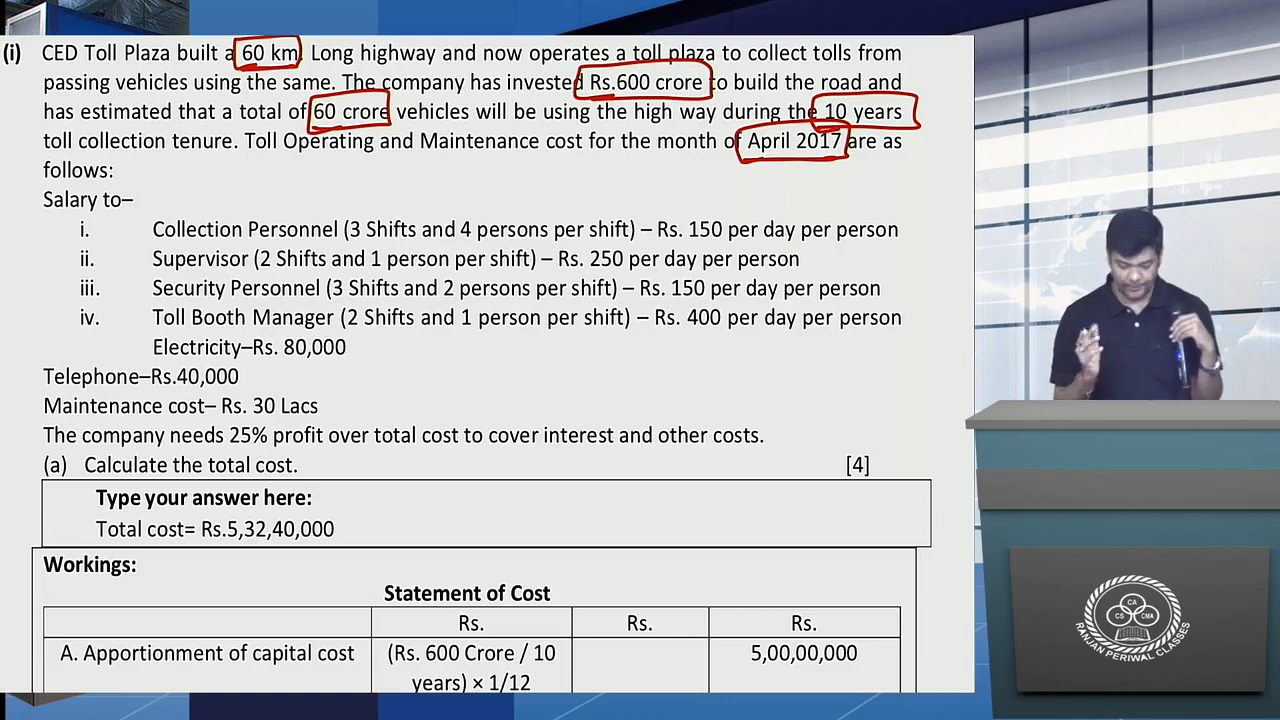 (i) CED Toll Plaza built a 60 km. Long highway and now operates a toll plaza to collect tolls from
passing vehicles using the same. The company has invested Rs.600 crore to build the road and
has estimated that a total of 60 crore vehicles will be using the high way during the 10 years
toll collection tenure. Toll Operating and Maintenance cost for the month of April 2017 are as
follows:
Salary to–
i. Collection Personnel (3 Shifts and 4 persons per shift) – Rs. 150 per day per person
ii. Supervisor (2 Shifts and 1 person per shift) – Rs. 250 per day per person
iii. Security Personnel (3 Shifts and 2 persons per shift) – Rs. 150 per day per person
iv. Toll Booth Manager (2 Shifts and 1 person per shift) – Rs. 400 per day per person
Electricity–Rs. 80,000
Telephone–Rs.40,000
Maintenance cost– Rs. 30 Lacs
The company needs 25% profit over total cost to cover interest and other costs.
(a) Calculate the total cost. [4]
Type your answer here:
Total cost= Rs.5,32,40,000
Workings:
Statement of Cost
Rs. Rs. Rs.
A. Apportionment of capital cost (Rs. 600 Crore / 10 5,00,00,000
years) × 1/12
CA
CS CMA
RANJAN PERIWAL CLASSES